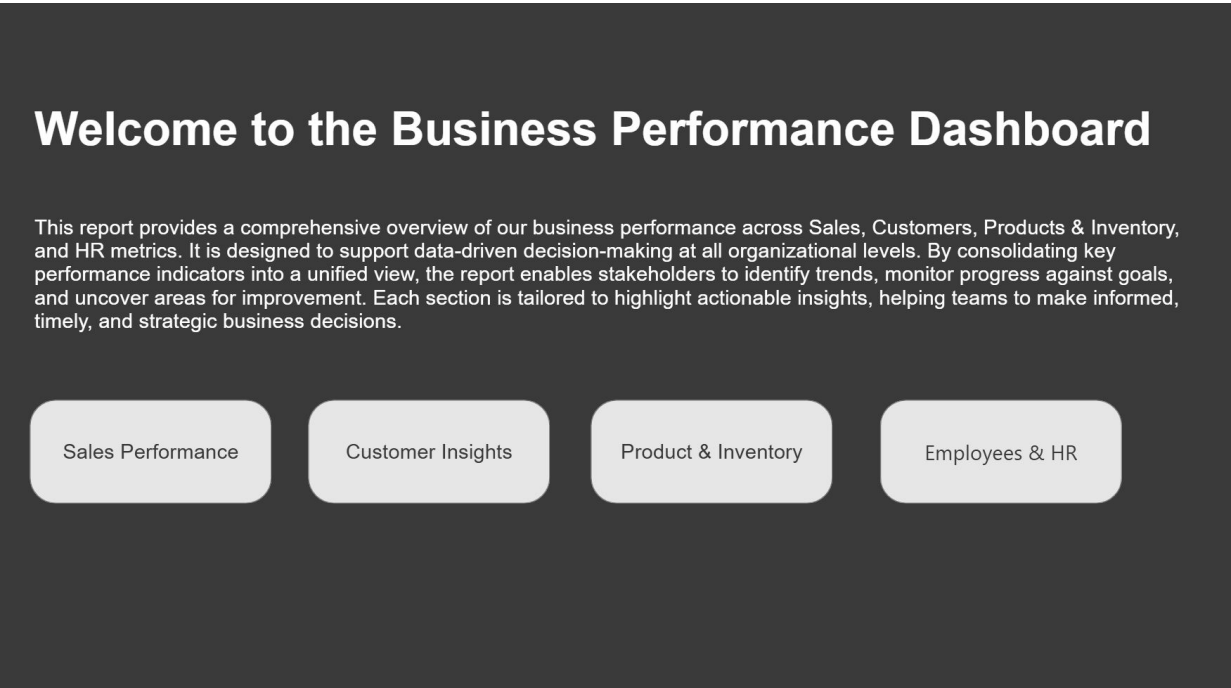 Welcome to the Business Performance Dashboard
This report provides a comprehensive overview of our business performance across Sales, Customers, Products & Inventory,
and HR metrics. It is designed to support data-driven decision-making at all organizational levels. By consolidating key
performance indicators into a unified view, the report enables stakeholders to identify trends, monitor progress against goals,
and uncover areas for improvement. Each section is tailored to highlight actionable insights, helping teams to make informed,
timely, and strategic business decisions.
Sales Performance
Customer Insights
Product & Inventory
Employees & HR